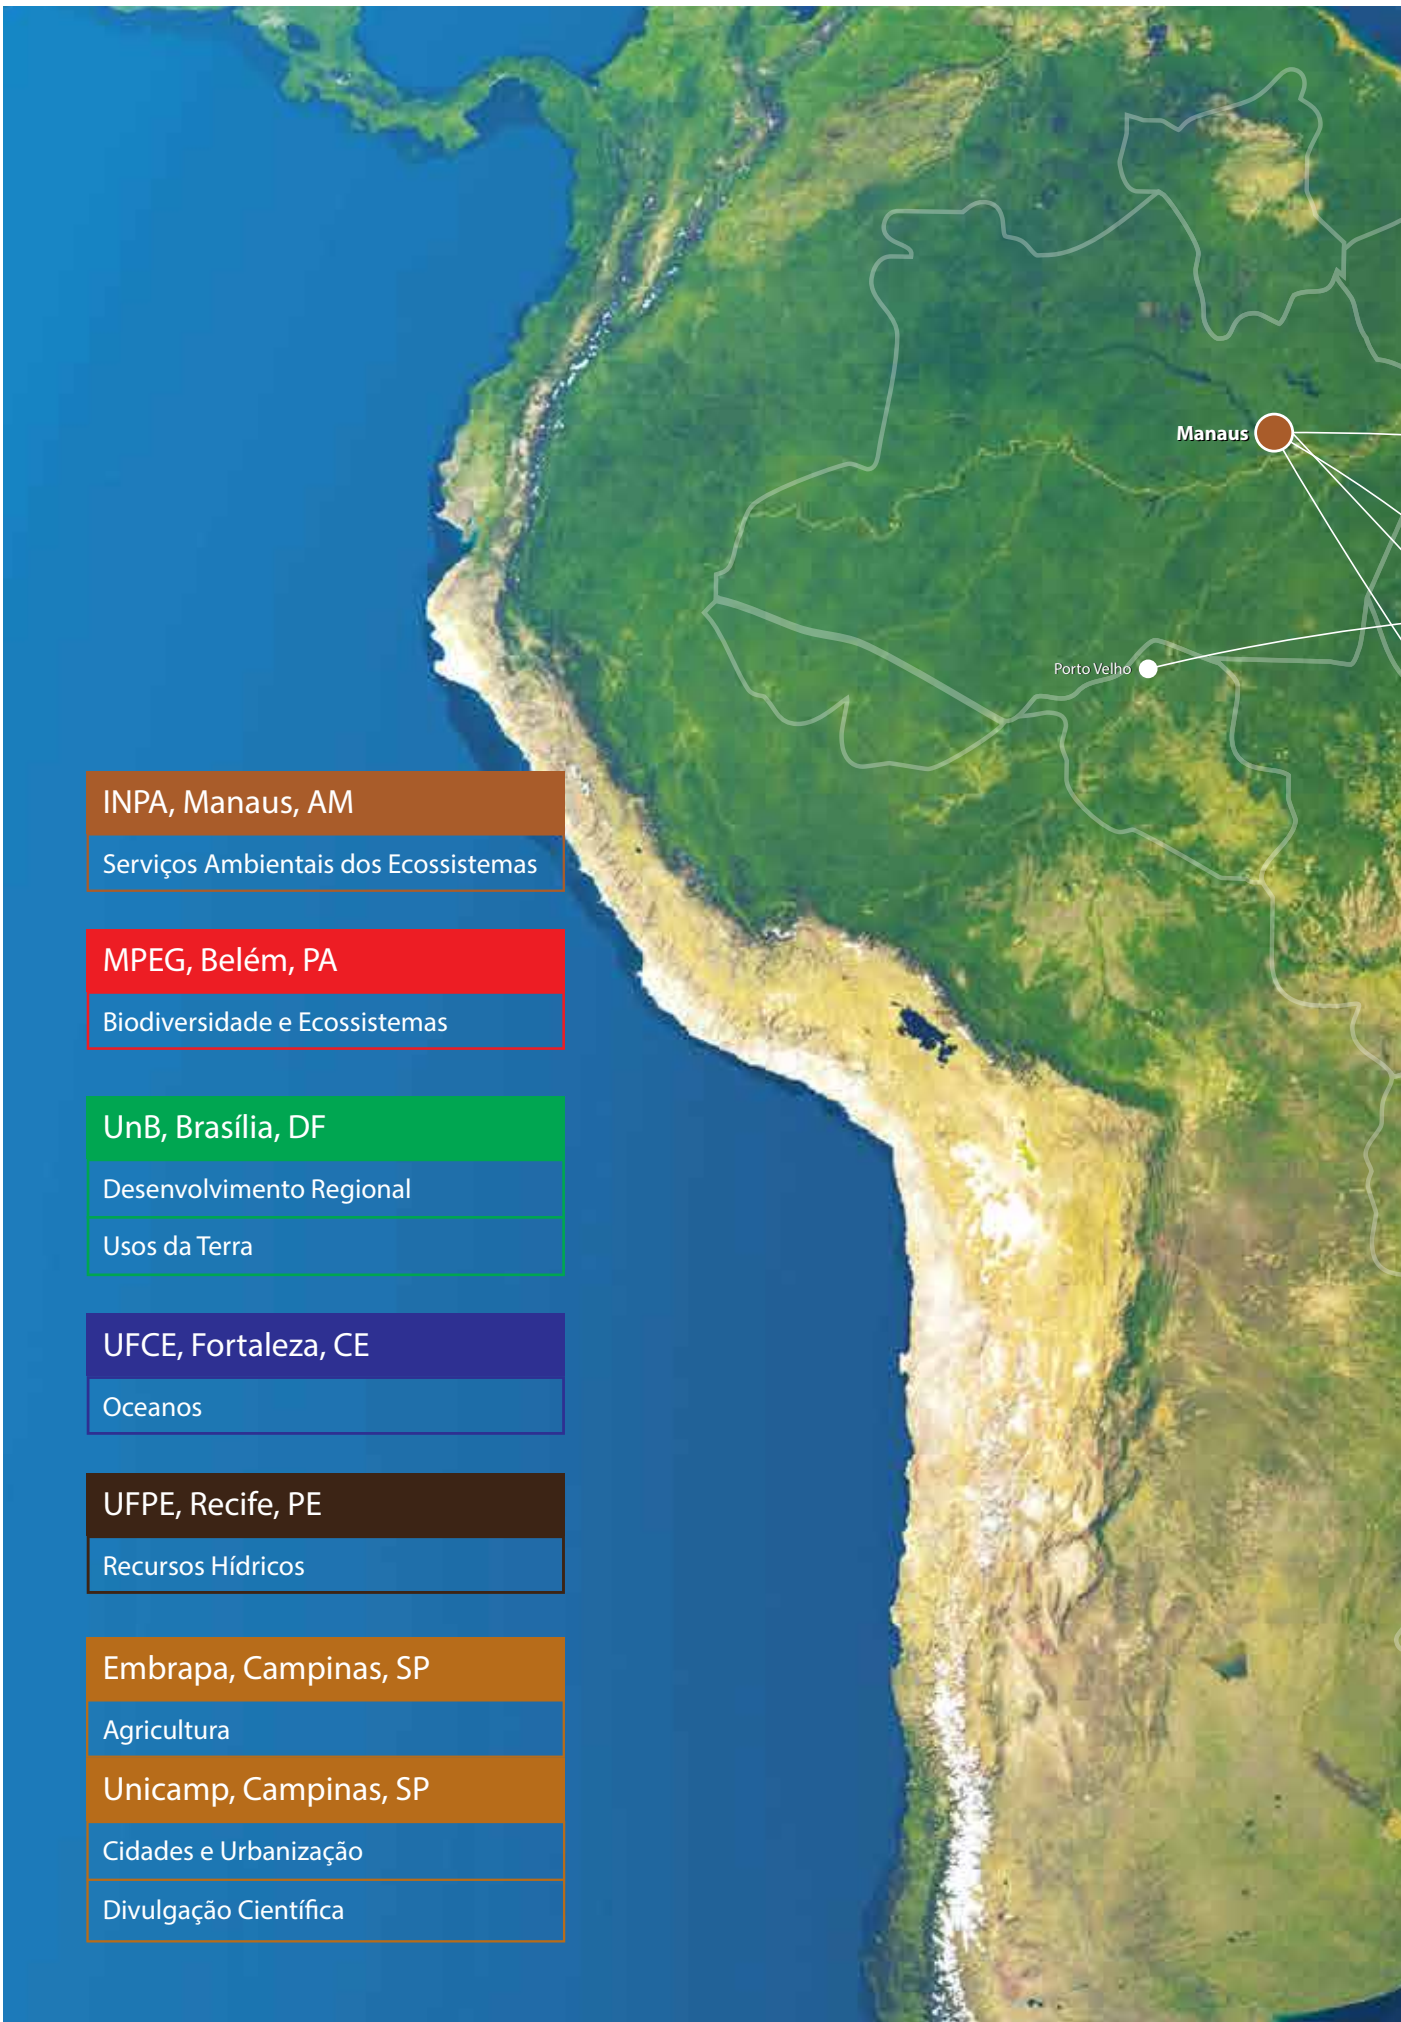 Manaus
Porto Velho
INPA, Manaus, AM
Serviços Ambientais dos Ecossistemas
MPEG, Belém, PA
Biodiversidade e Ecossistemas
UnB, Brasília, DF
Desenvolvimento Regional
Usos da Terra
UFCE, Fortaleza, CE
Oceanos
UFPE, Recife, PE
Recursos Hídricos
Embrapa, Campinas, SP
Agricultura
Unicamp, Campinas, SP
Cidades e Urbanização
Divulgação Científica